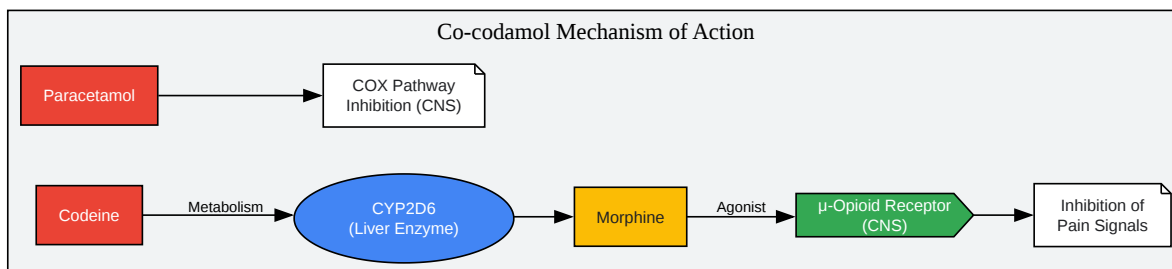 Co-codamol Mechanism of Action
Paracetamol
COX Pathway
Inhibition (CNS)
Codeine
Metabolism
CYP2D6
(Liver Enzyme)
Morphine
Agonist
μ-Opioid Receptor
(CNS)
Inhibition of
Pain Signals